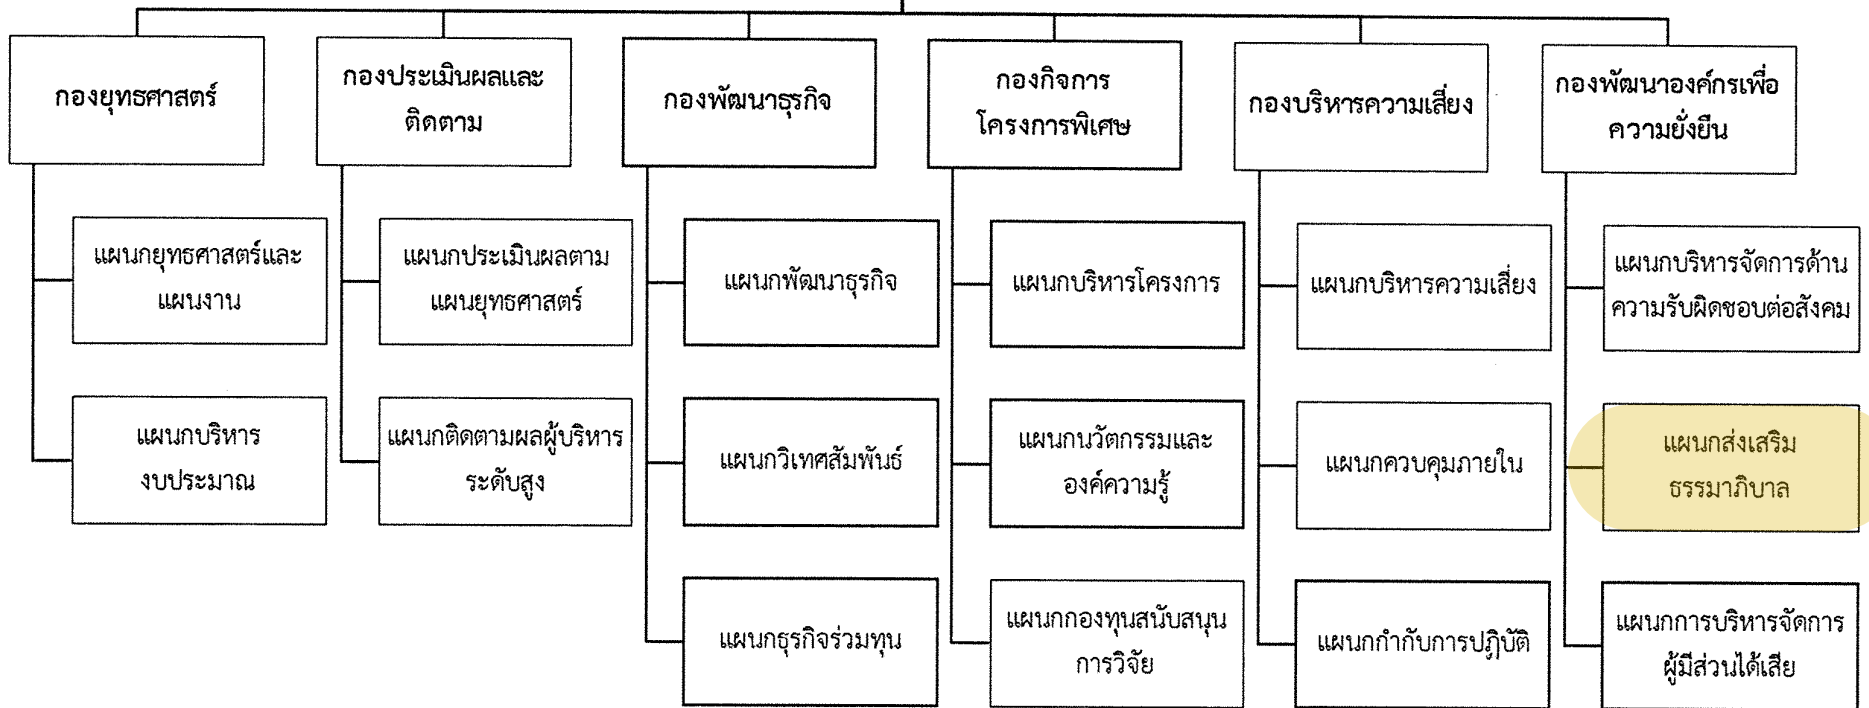 กองยุทธศาสตร์
กองประเมินผลและ
ติดตาม
กองพัฒนาธุรกิจ
กองกิจการ
โครงการพิเศษ
กองบริหารความเสี่ยง
กองพัฒนาองค์กรเพื่อ
ความยั่งยืน
แผนกยุทธศาสตร์และ
แผนงาน
แผนกประเมินผลตาม
แผนยุทธศาสตร์
แผนกพัฒนาธุรกิจ
แผนกบริหารโครงการ
แผนกบริหารความเสี่ยง
แผนกบริหารจัดการด้าน
ความรับผิดชอบต่อสังคม
แผนกบริหาร
งบประมาณ
แผนกติดตามผลผู้บริหาร
ระดับสูง
แผนกวิเทศสัมพันธ์
แผนกนวัตกรรมและ
องค์ความรู้
แผนกควบคุมภายใน
แผนกส่งเสริม
ธรรมาภิบาล
แผนกธุรกิจร่วมทุน
แผนกกองทุนสนับสนุน
การวิจัย
แผนกกำกับการปฏิบัติ
แผนกการบริหารจัดการ
ผู้มีส่วนได้เสีย